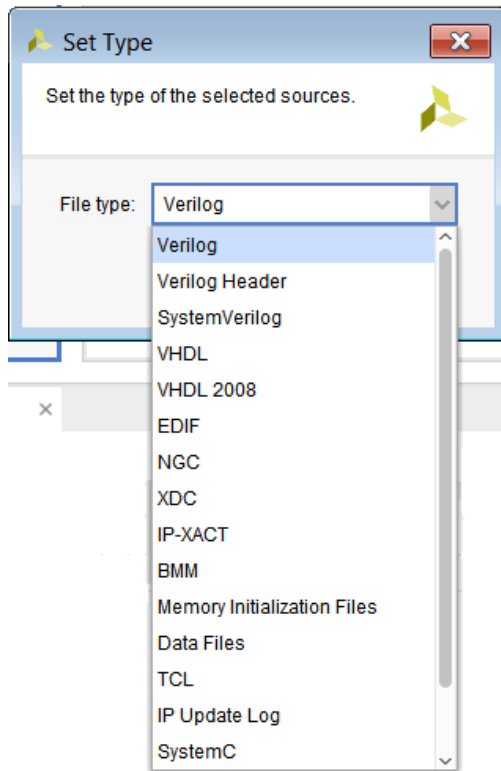 Set Type
Set the type of the selected sources.
File type: Verilog
Verilog
Verilog Header
SystemVerilog
VHDL
VHDL 2008
EDIF
NGC
XDC
IP-XACT
BMM
Memory Initialization Files
Data Files
TCL
IP Update Log
SystemC